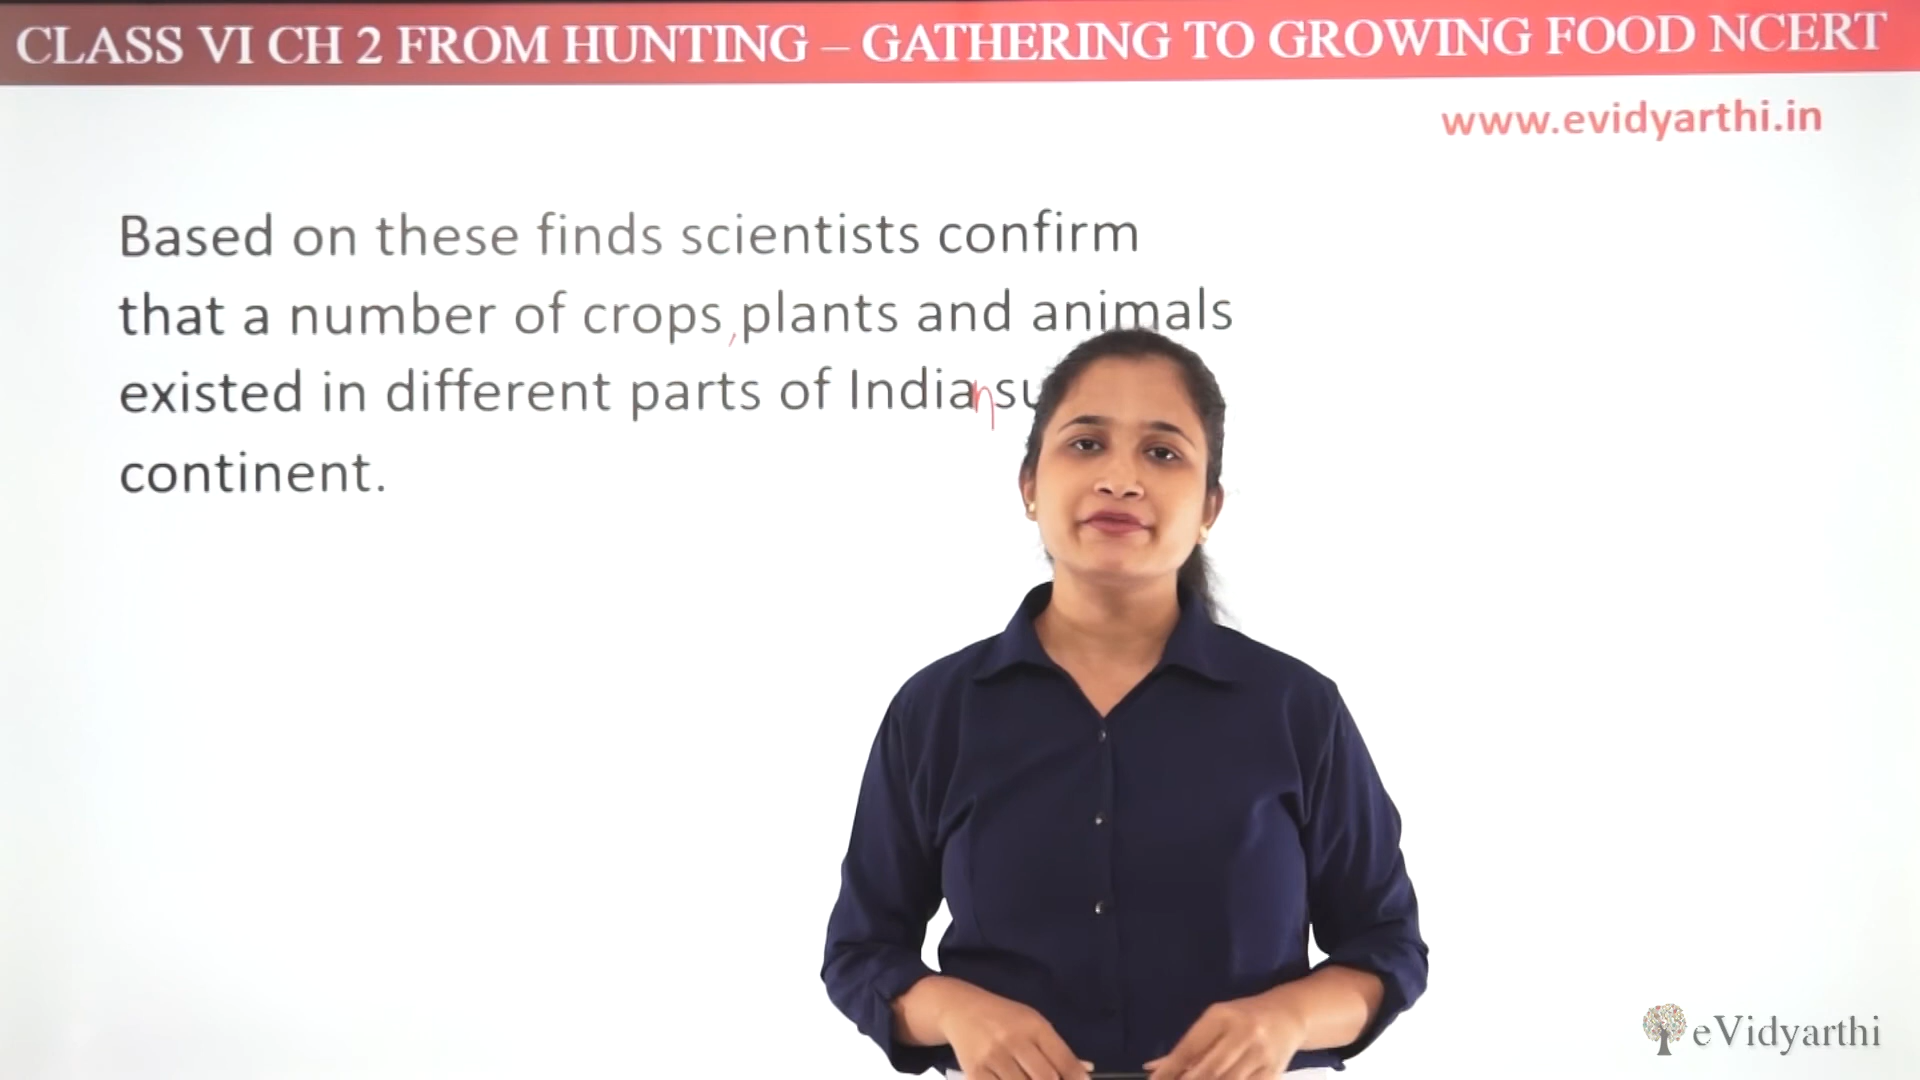 CLASS VI CH 2 FROM HUNTING – GATHERING TO GROWING FOOD NCERT
www.evidyarthi.in
Based on these finds scientists confirm
that a number of crops, plants and animals
existed in different parts of Indian
continent.
eVidyarthi